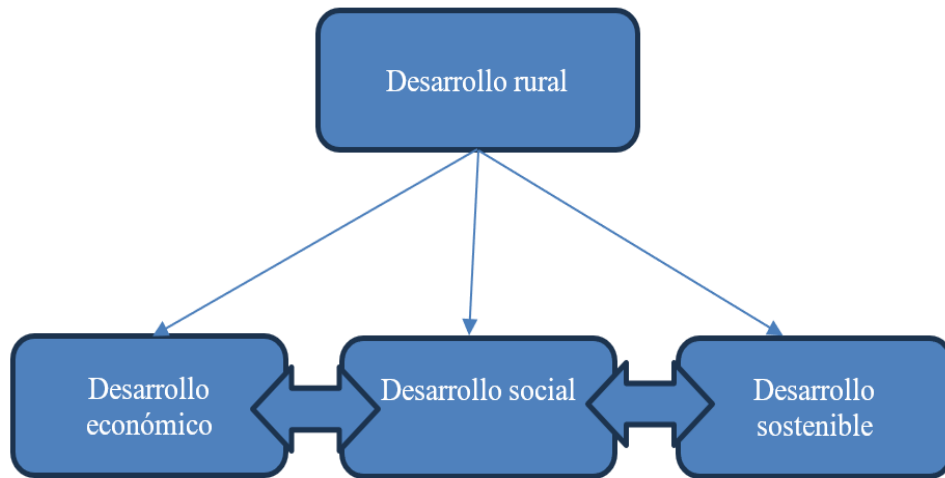 Desarrollo rural
Desarrollo
económico
Desarrollo social
Desarrollo
sostenible